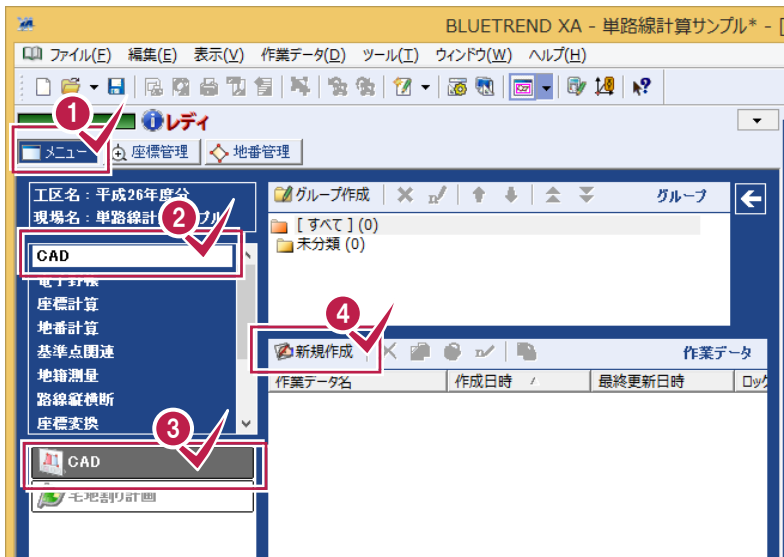 BLUETREND XA - 単路線計算サンプル* - [
ファイル(F) 編集(E) 表示(V) 作業データ(D) ツール(T) ウィンドウ(W) ヘルプ(H)
1
レディ
メニュー 座標管理 地番管理
工区名:平成26年度分
現場名:単路線計
2
CAD
座標計算
地番計算
基準点関連
地籍測量
路線縦横断
座標変換
3
CAD
宅地割り計画
グループ作成 グループ
[すべて] (0)
未分類 (0)
4
新規作成 作業データ
作業データ名 作成日時 最終更新日時 ロック